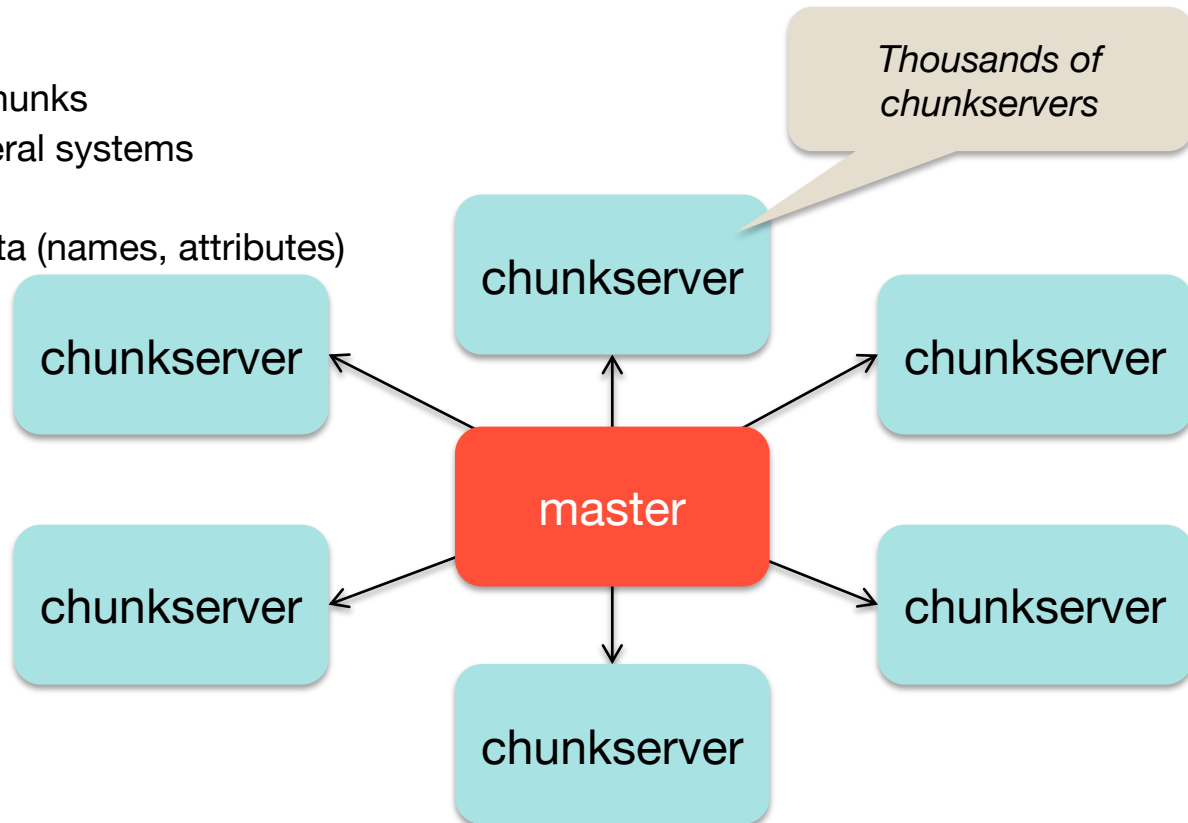 Thousands of
chunkservers
hunks
eral systems
ta (names, attributes)
chunkserver
chunkserver
chunkserver
master
chunkserver
chunkserver
chunkserver